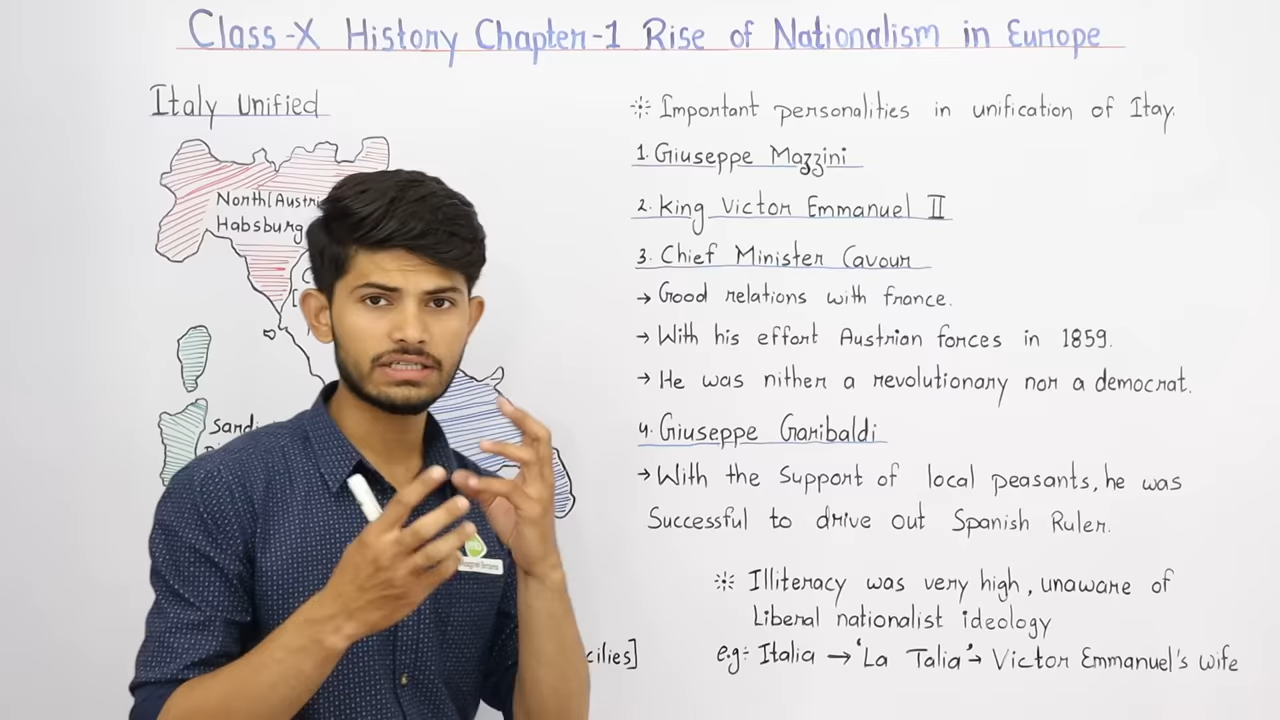 Class-X History Chapter-1 Rise of Nationalism in Europe
Italy Unified
North(Austri
Habsburg
Sardi
cilies]
Important personalities in unification of Itay.
1. Giuseppe Mazzini
2. King Victor Emmanuel II
3. Chief Minister Cavour
→ Good relations with france.
→ With his effort Austrian forces in 1859.
→ He was nither a revolutionary nor a democrat.
4. Giuseppe Garibaldi
→ With the Support of local peasants, he was
Successful to drive out Spanish Ruler.
Illiteracy was very high, unaware of
Liberal nationalist ideology
e.g:- Italia → 'La Talia' → Victor Emmanuel's wife